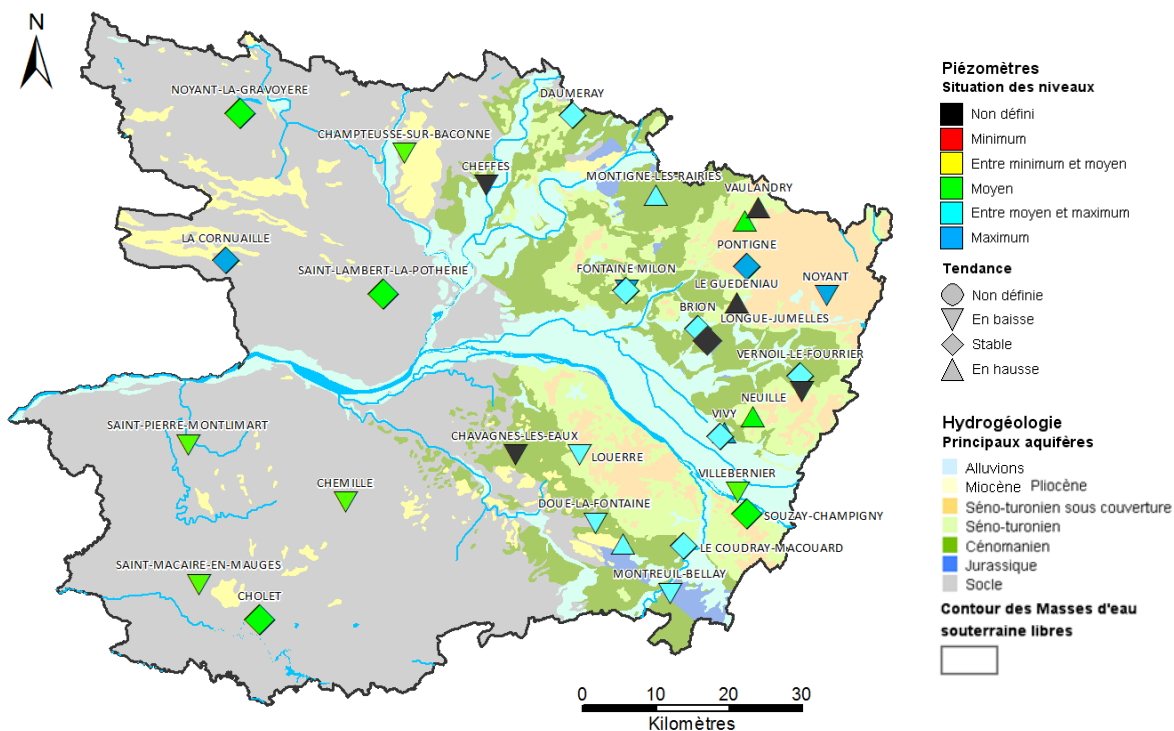 N
NOYANT-LA-GRAVOYERE
DAUMERAY
CHAMPTEUSSE-SUR-BACONNE
CHEFFES
MONTIGNE-LES-RAIRIES
VAULANDRY
LA CORNUAILLE
SAINT-LAMBERT-LA-POTHERIE
PONTIGNE
FONTAINE MILON
NOYANT
LE GUEDENIAU
BRION
LONGUE-JUMELLES
VERNOIL-LE-FOURRIER
NEUILLE
VIVY
SAINT-PIERRE-MONTLIMART
CHAVAGNES-LES-EAUX
LOUERRE
VILLEBERNIER
CHEMILLE
DOUE-LA-FONTAINE
SOUZAY-CHAMPIGNY
LE COUDRAY-MACOUARD
SAINT-MACAIRE-EN-MAUGES
MONTREUIL-BELLAY
CHOLET
0 10 20 30
Kilomètres
Piézomètres
Situation des niveaux
Non défini
Minimum
Entre minimum et moyen
Moyen
Entre moyen et maximum
Maximum
Tendance
Non définie
En baisse
Stable
En hausse
Hydrogéologie
Principaux aquifères
Alluvions
Miocène Pliocène
Séno-turonien sous couverture
Séno-turonien
Cénomanien
Jurassique
Socle
Contour des Masses d'eau
souterraine libres